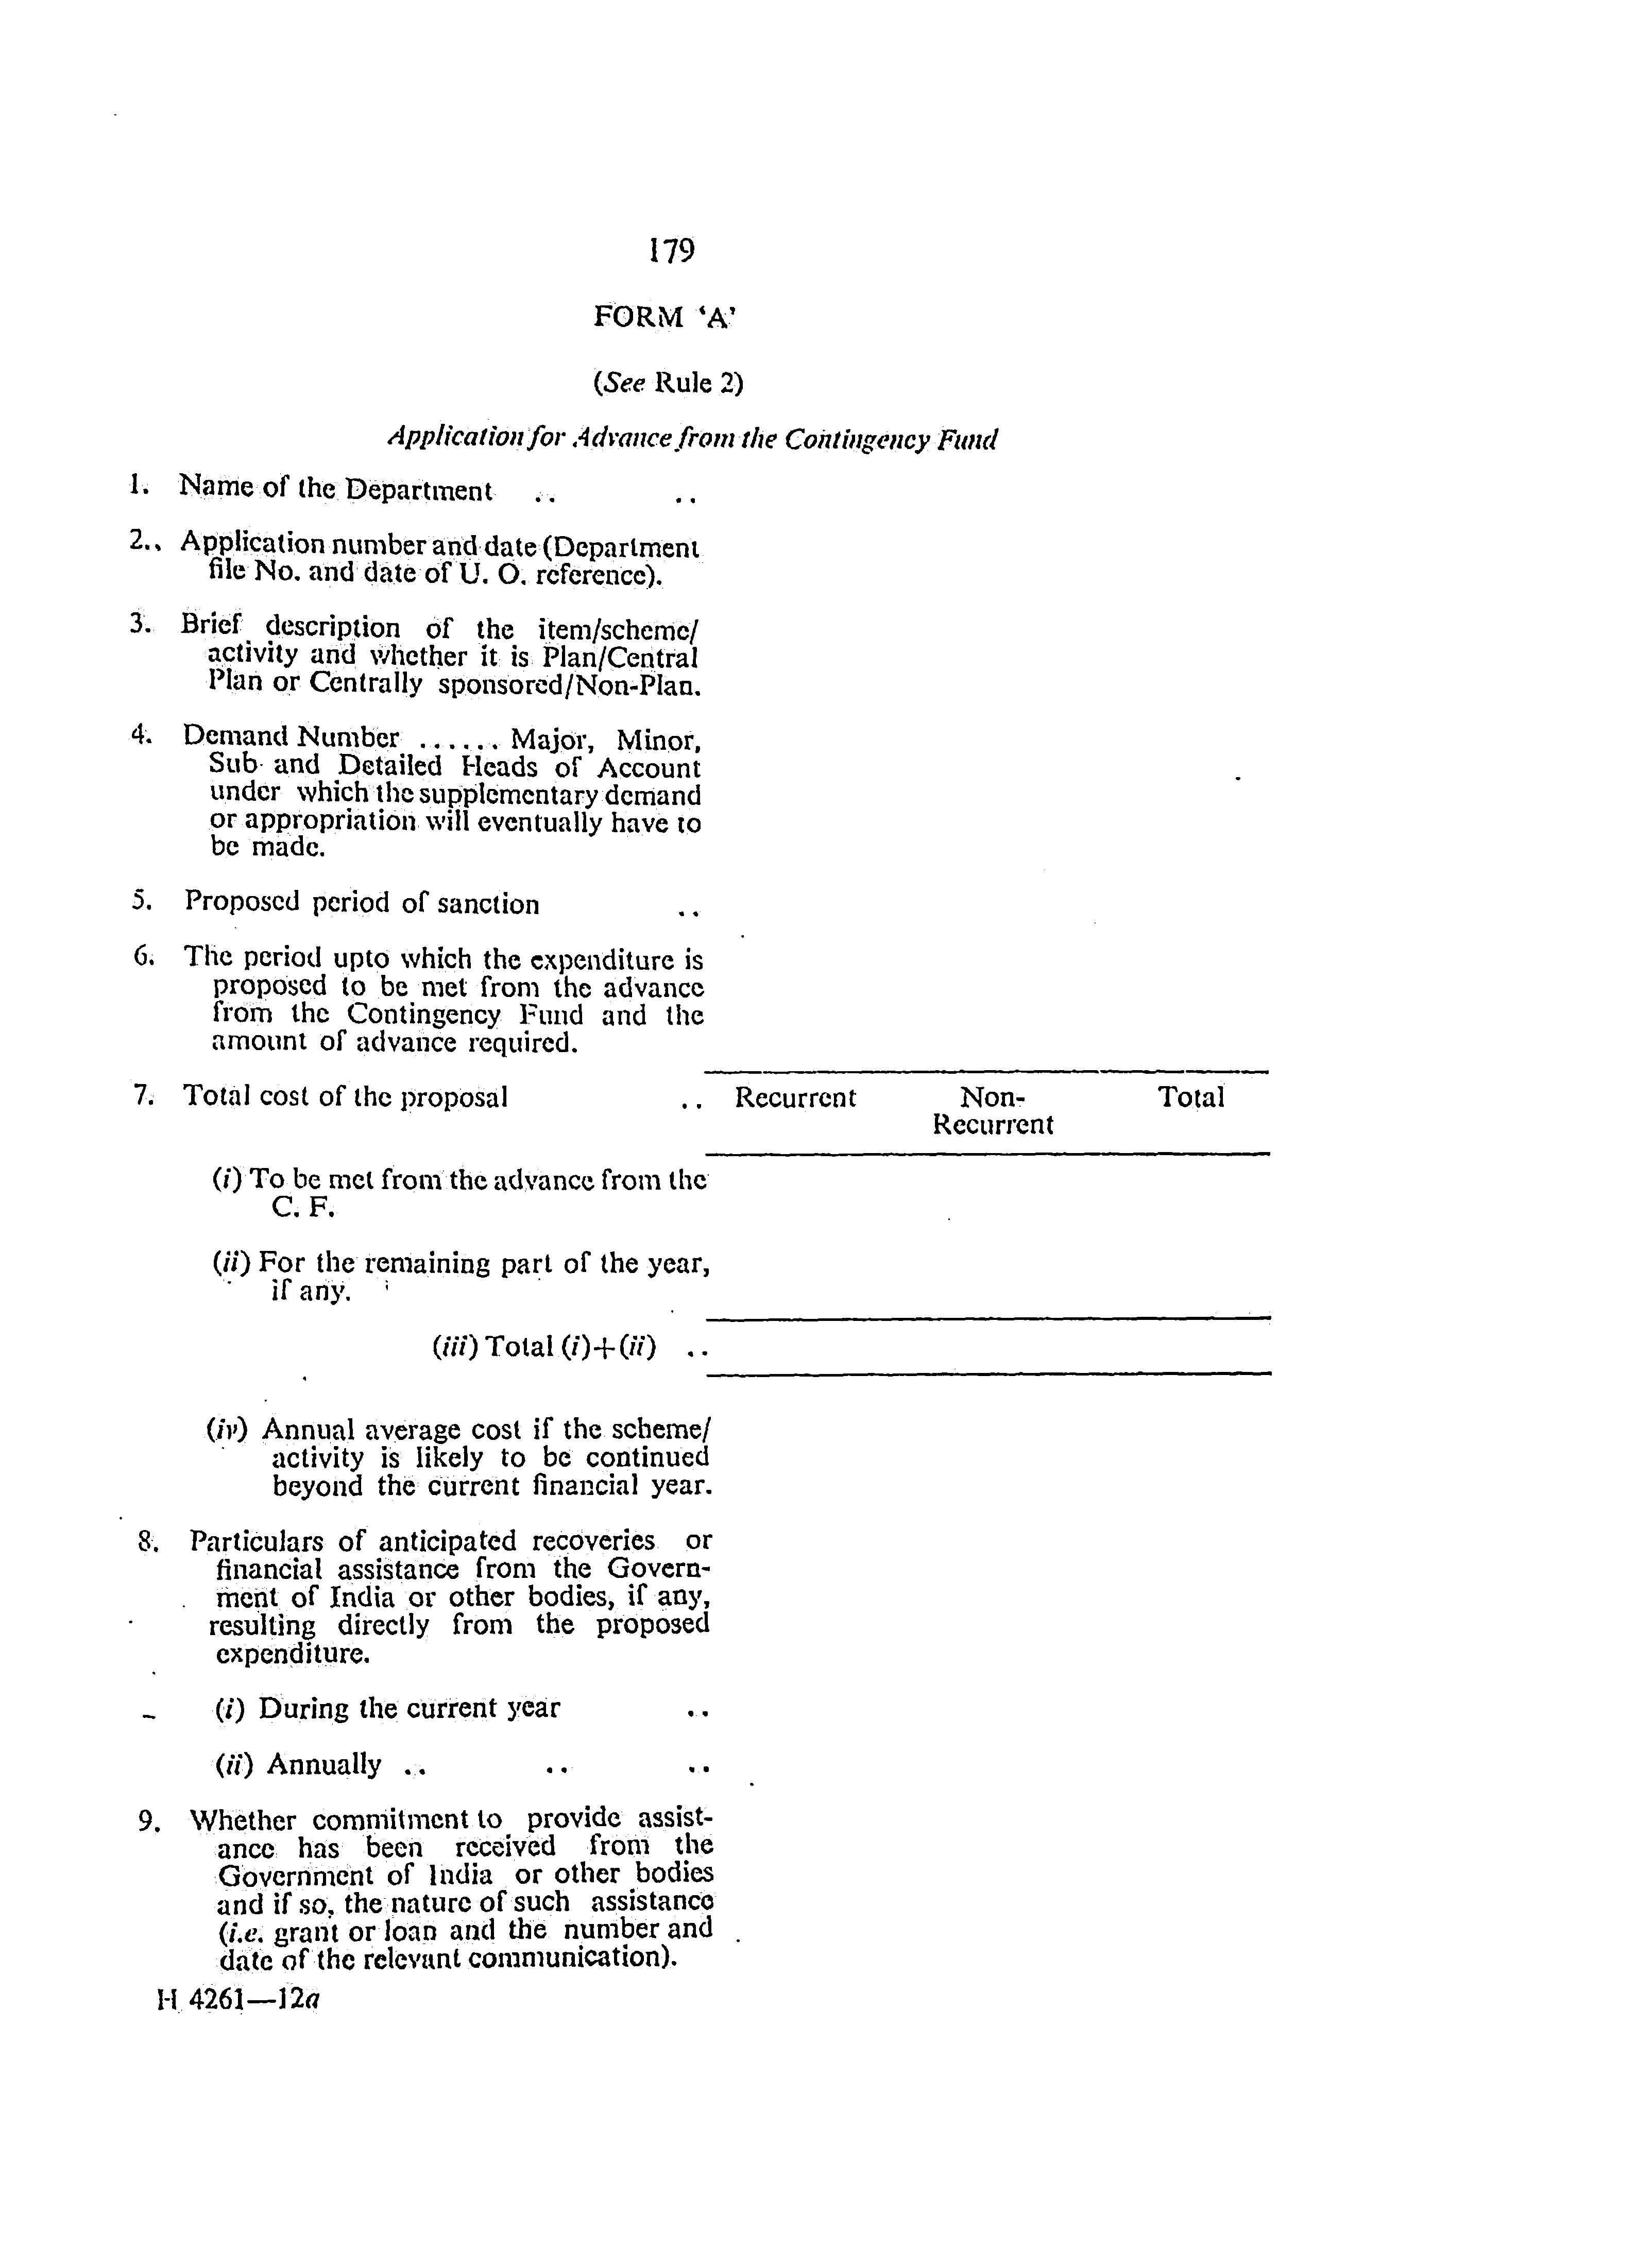 179
FORM ‘A’
(See Rule 2)
Application for Advance from the Contingency Fund
1. Name of the Department .. ..
2. Application number and date (Department
file No. and date of U. O. reference).
3. Brief description of the item/scheme/
activity and whether it is Plan/Central
Plan or Centrally sponsored/Non-Plan.
4. Demand Number ...... Major, Minor,
Sub and Detailed Heads of Account
under which the supplementary demand
or appropriation will eventually have to
be made.
5. Proposed period of sanction ..
6. The period upto which the expenditure is
proposed to be met from the advance
from the Contingency Fund and the
amount of advance required.
7. Total cost of the proposal .. Recurrent Non- Total
Recurrent
(i) To be met from the advance from the
C. F.
(ii) For the remaining part of the year,
if any.
(iii) Total (i)+(ii) ..
(iv) Annual average cost if the scheme/
activity is likely to be continued
beyond the current financial year.
8. Particulars of anticipated recoveries or
financial assistance from the Govern-
ment of India or other bodies, if any,
resulting directly from the proposed
expenditure.
(i) During the current year ..
(ii) Annually .. .. ..
9. Whether commitment to provide assist-
ance has been received from the
Government of India or other bodies
and if so, the nature of such assistance
(i.e. grant or loan and the number and
date of the relevant communication).
H 4261—12a